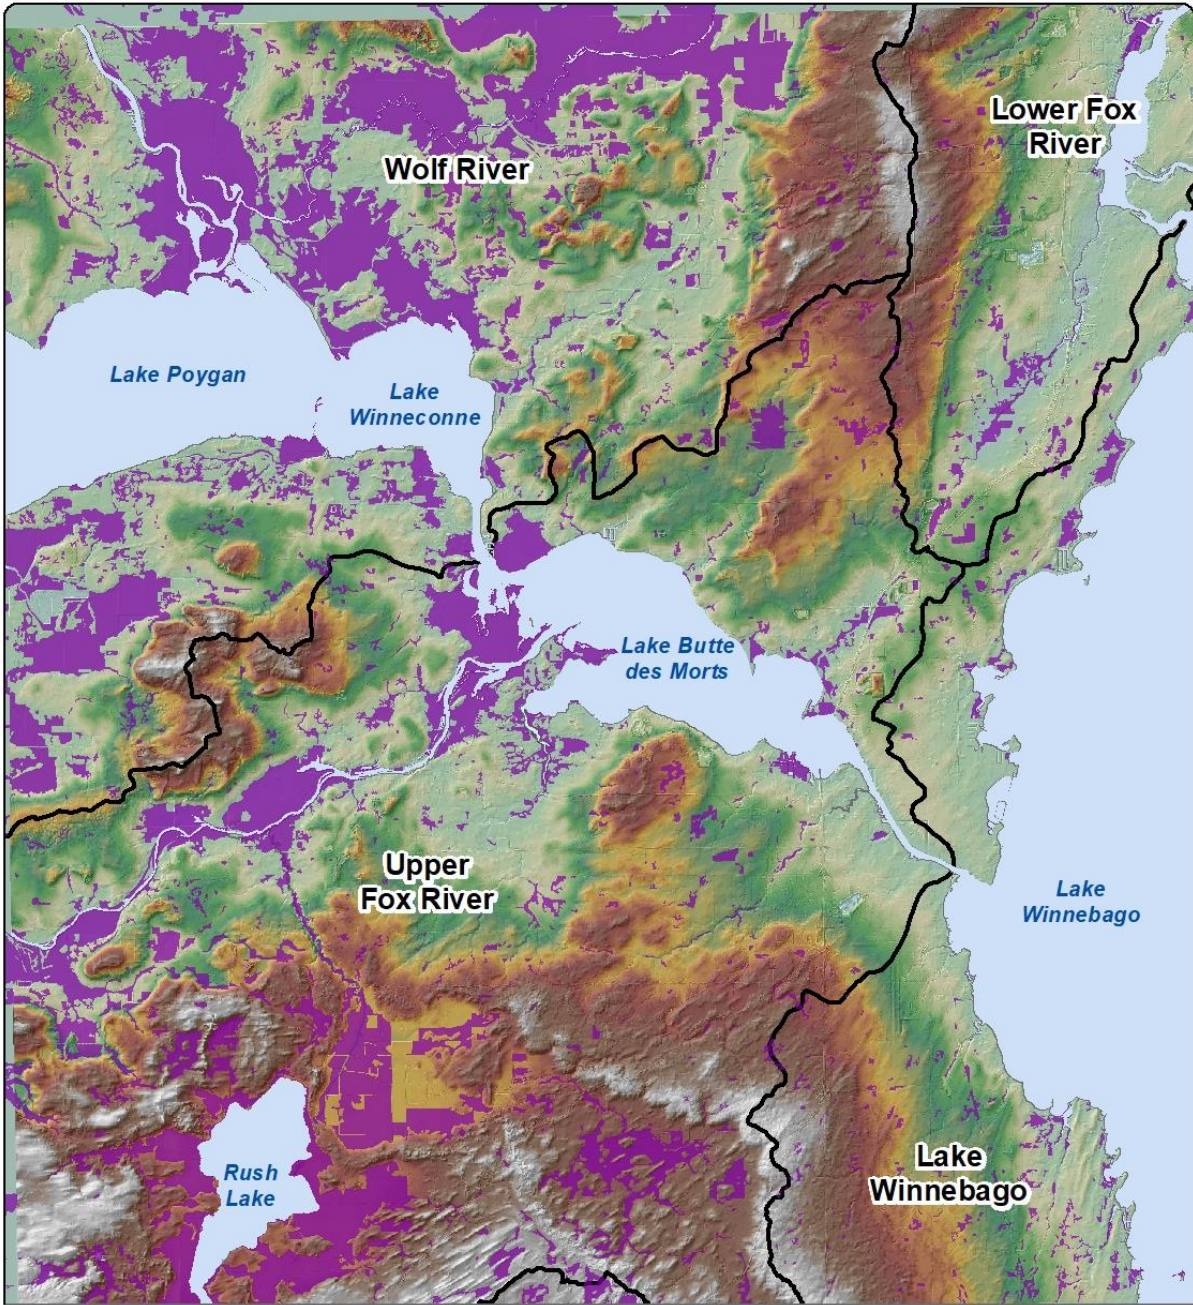 Lower Fox
River
Wolf River
Lake Poygan
Lake
Winneconne
Lake Butte
des Morts
Upper
Fox River
Lake
Winnebago
Rush
Lake
Lake
Winnebago